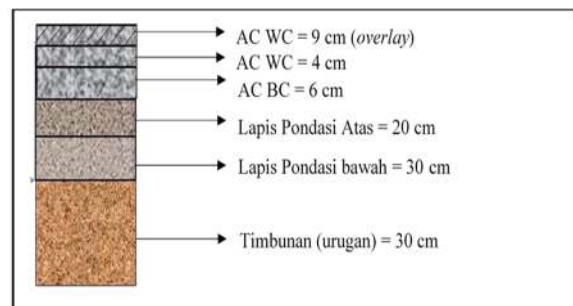 AC WC = 9 cm (overlay)
AC WC = 4 cm
AC BC = 6 cm
Lapis Pondasi Atas = 20 cm
Lapis Pondasi bawah = 30 cm
Timbunan (urugan) = 30 cm